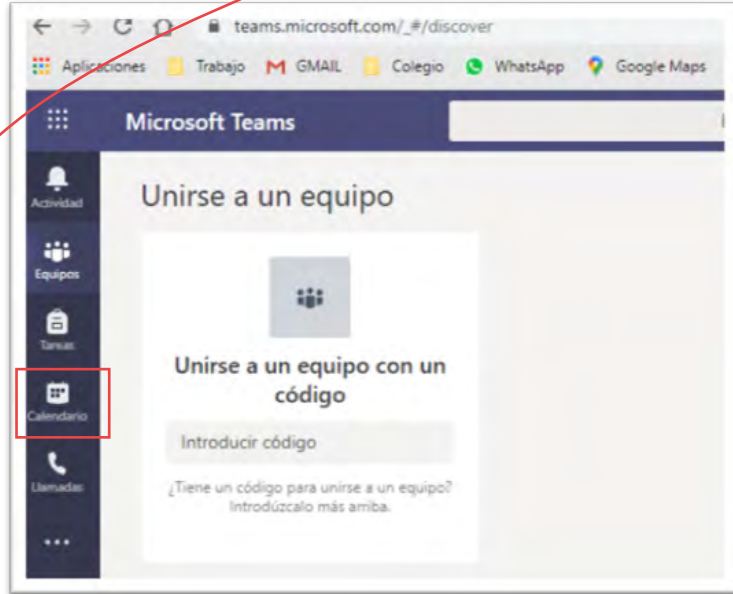 teams.microsoft.com/_#/discover
Aplicaciones Trabajo GMAIL Colegio WhatsApp Google Maps
Microsoft Teams
Actividad
Equipos
Tareas
Calendario
Llamadas
Unirse a un equipo
Unirse a un equipo con un
código
Introducir código
¿Tiene un código para unirse a un equipo?
Introdúzcalo más arriba.